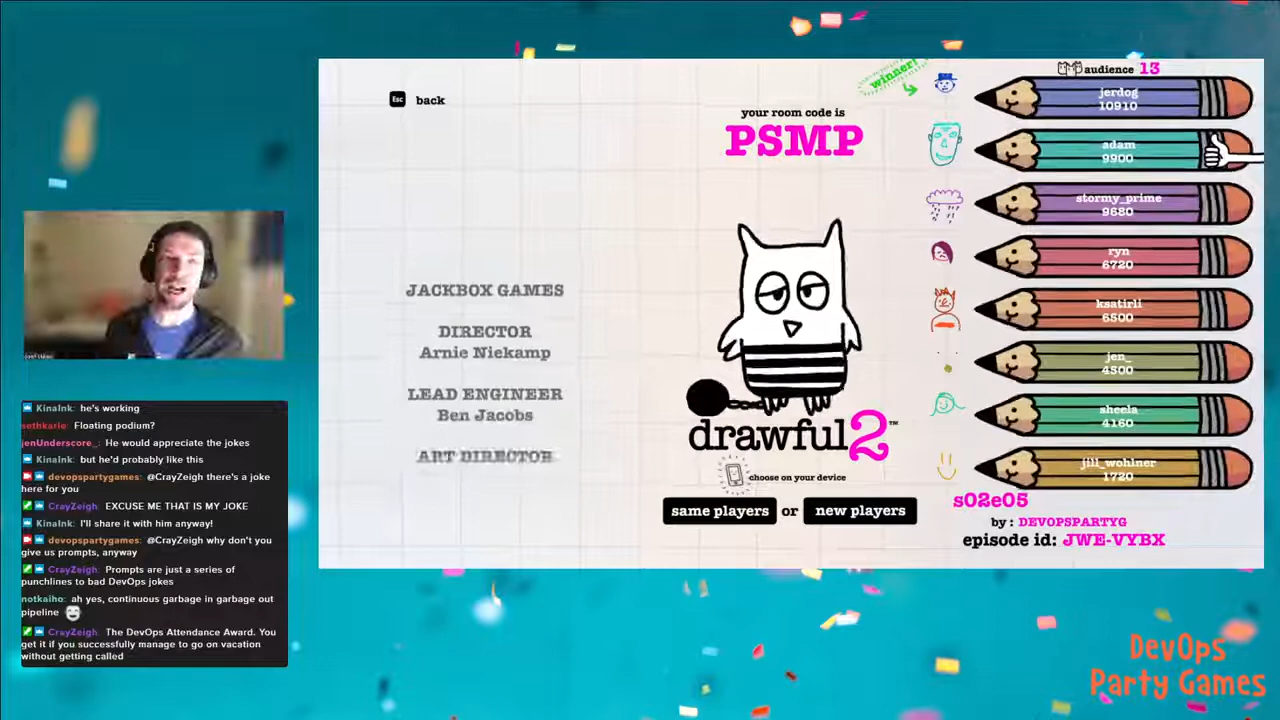 Esc back
JACKBOX GAMES
DIRECTOR
Arnie Niekamp
LEAD ENGINEER
Ben Jacobs
ART DIRECTOR
your room code is
PSMP
drawful 2™
choose on your device
same players or new players
winner!
audience 13
jerdog
10910
adam
9900
stormy_prime
9680
ryn
6720
ksatirli
6500
jen_
4500
sheela
4160
jill_wohlner
1720
s02e05
by : DEVOPSPARTYG
episode id: JWE-VYBX
KinaInk: he's working
sethkarlo: Floating podium?
jenUnderscore_: He would appreciate the jokes
KinaInk: but he'd probably like this
devopspartygames: @CrayZeigh there's a joke
here for you
CrayZeigh: EXCUSE ME THAT IS MY JOKE
KinaInk: I'll share it with him anyway!
devopspartygames: @CrayZeigh why don't you
give us prompts, anyway
CrayZeigh: Prompts are just a series of
punchlines to bad DevOps jokes
notkaiho: ah yes, continuous garbage in garbage out
pipeline
CrayZeigh: The DevOps Attendance Award. You
get it if you successfully manage to go on vacation
without getting called
DevOps
Party Games